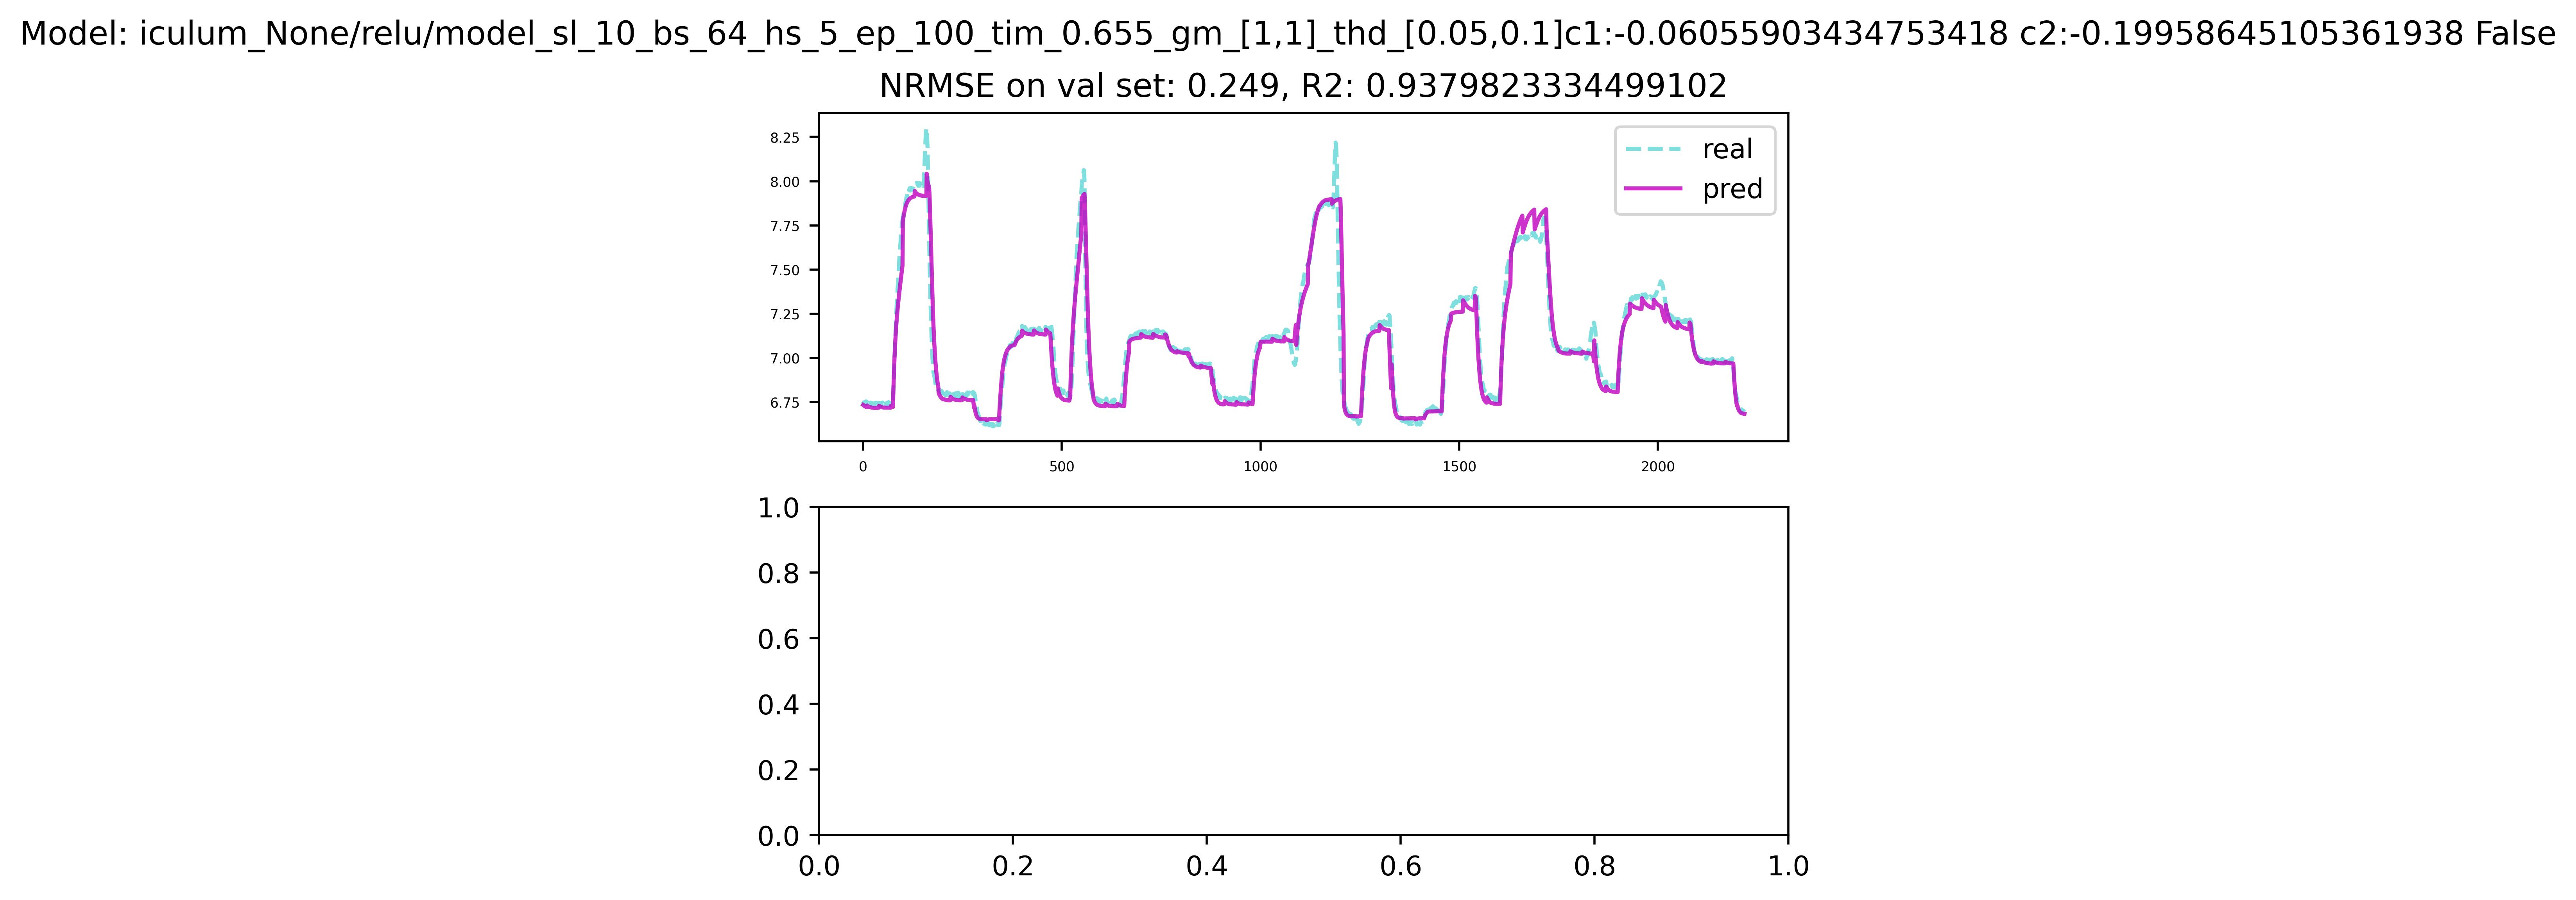 Model: iculum_None/relu/model_sl_10_bs_64_hs_5_ep_100_tim_0.655_gm_[1,1]_thd_[0.05,0.1]c1:-0.06055903434753418 c2:-0.19958645105361938 False
NRMSE on val set: 0.249, R2: 0.9379823334499102
8.25
8.00
7.75
7.50
7.25
7.00
6.75
real
pred
0 500 1000 1500 2000
1.0
0.8
0.6
0.4
0.2
0.0
0.0 0.2 0.4 0.6 0.8 1.0